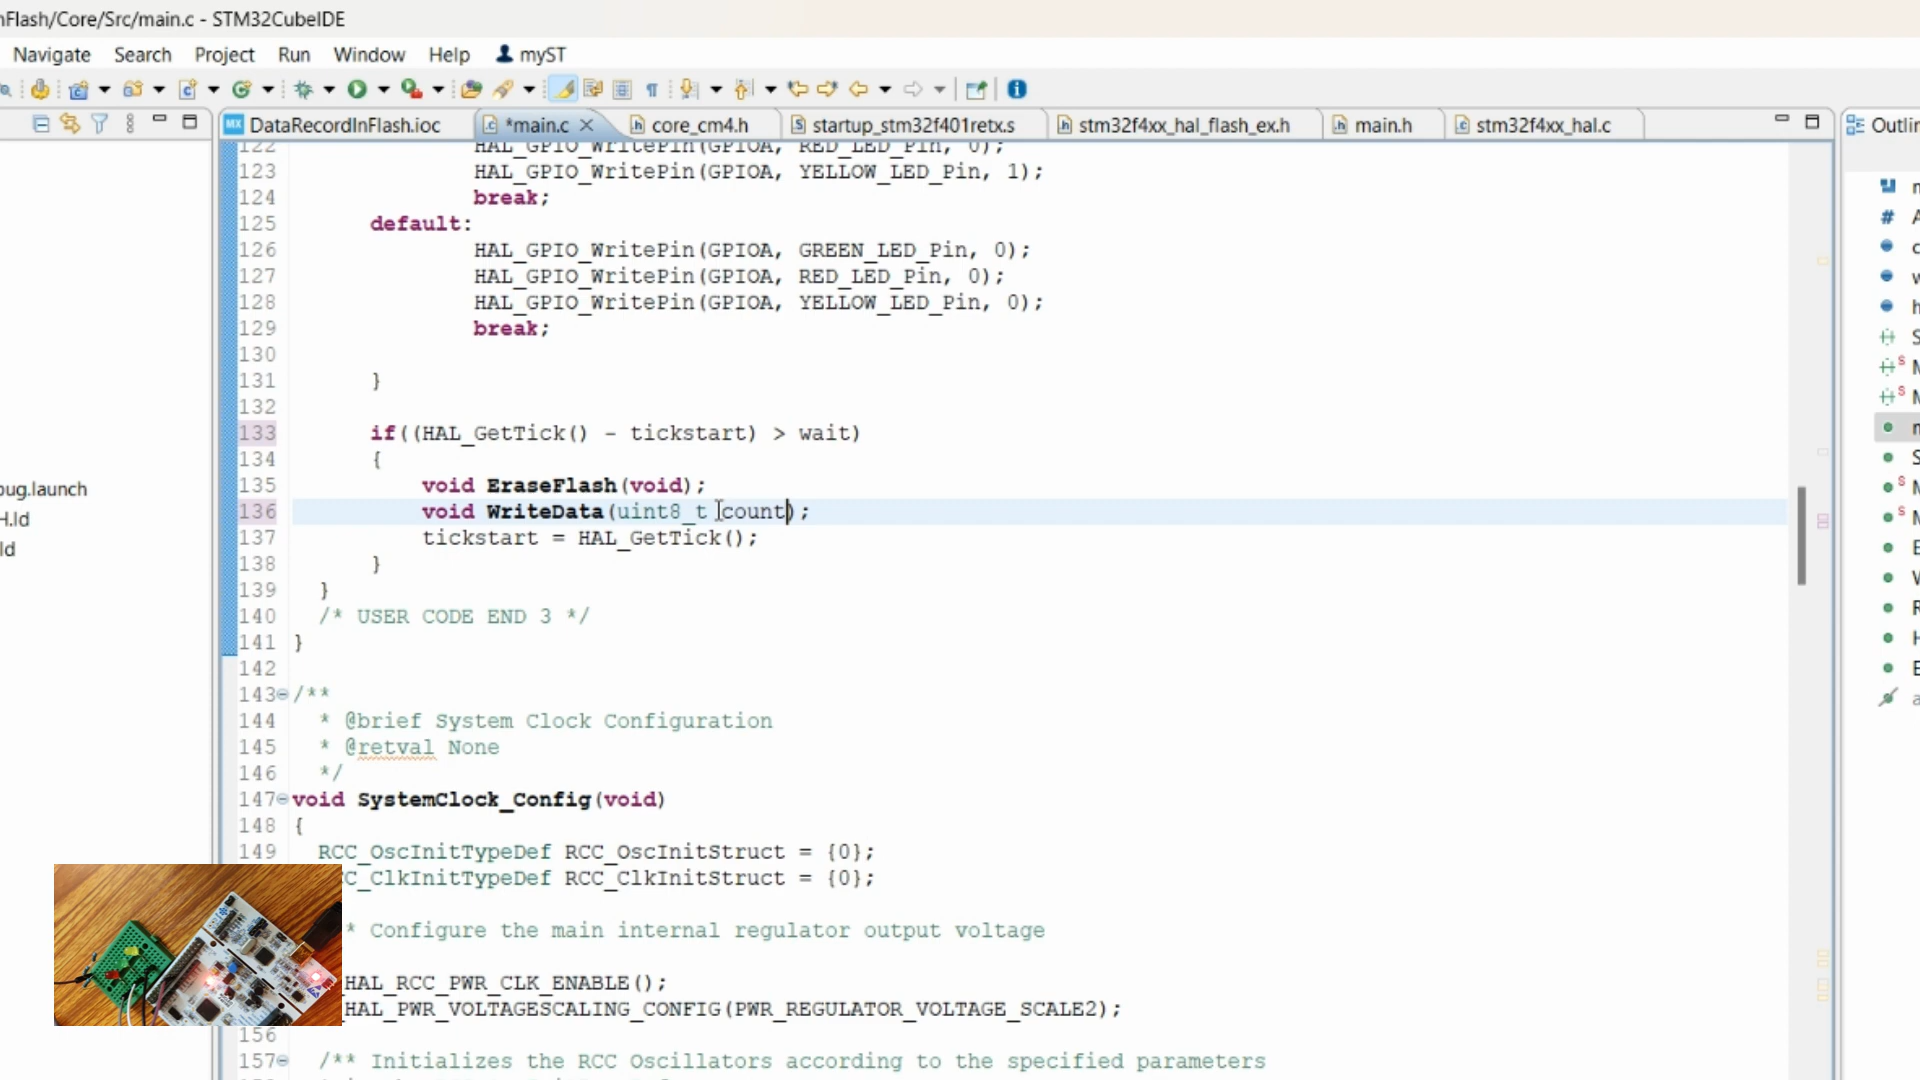 nFlash/Core/Src/main.c - STM32CubeIDE
Navigate Search Project Run Window Help myST
DataRecordInFlash.ioc *main.c core_cm4.h startup_stm32f401retx.s stm32f4xx_hal_flash_ex.h main.h stm32f4xx_hal.c Outlin
122 HAL_GPIO_WritePin(GPIOA, RED_LED_Pin, 0);
123 HAL_GPIO_WritePin(GPIOA, YELLOW_LED_Pin, 1);
124 break;
125 default:
126 HAL_GPIO_WritePin(GPIOA, GREEN_LED_Pin, 0);
127 HAL_GPIO_WritePin(GPIOA, RED_LED_Pin, 0);
128 HAL_GPIO_WritePin(GPIOA, YELLOW_LED_Pin, 0);
129 break;
130
131 }
132
133 if((HAL_GetTick() - tickstart) > wait)
134 {
135 void EraseFlash(void);
136 void WriteData(uint8_t count);
137 tickstart = HAL_GetTick();
138 }
139 }
140 /* USER CODE END 3 */
141 }
142
143 /**
144 * @brief System Clock Configuration
145 * @retval None
146 */
147 void SystemClock_Config(void)
148 {
149 RCC_OscInitTypeDef RCC_OscInitStruct = {0};
C_ClkInitTypeDef RCC_ClkInitStruct = {0};
* Configure the main internal regulator output voltage
HAL_RCC_PWR_CLK_ENABLE();
HAL_PWR_VOLTAGESCALING_CONFIG(PWR_REGULATOR_VOLTAGE_SCALE2);
156
157 /** Initializes the RCC Oscillators according to the specified parameters
bug.launch
H.ld
ld